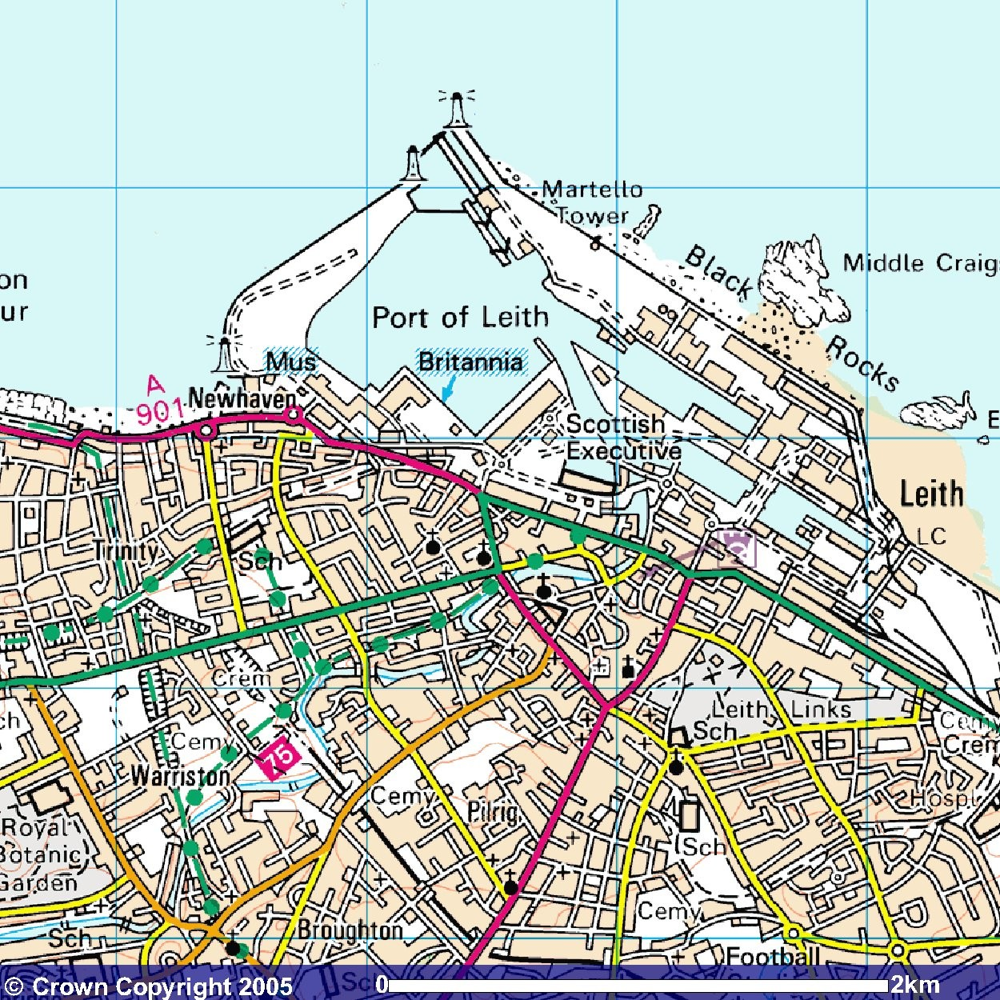 Martello
Tower
Black
Rocks
Middle Craig
on
ur
Port of Leith
Mus
Britannia
A
901
Newhaven
Scottish
Executive
Leith
LC
Trinity
Sch
Crem
Leith Links
Sch
ch
Cemy
Cemy
Crem
75
Warriston
Cemy
Pilrig
Hospl
Royal
Botanic
Garden
Sch
Cemy
Sch
Broughton
Football
© Crown Copyright 2005
Sc
0
2km
E